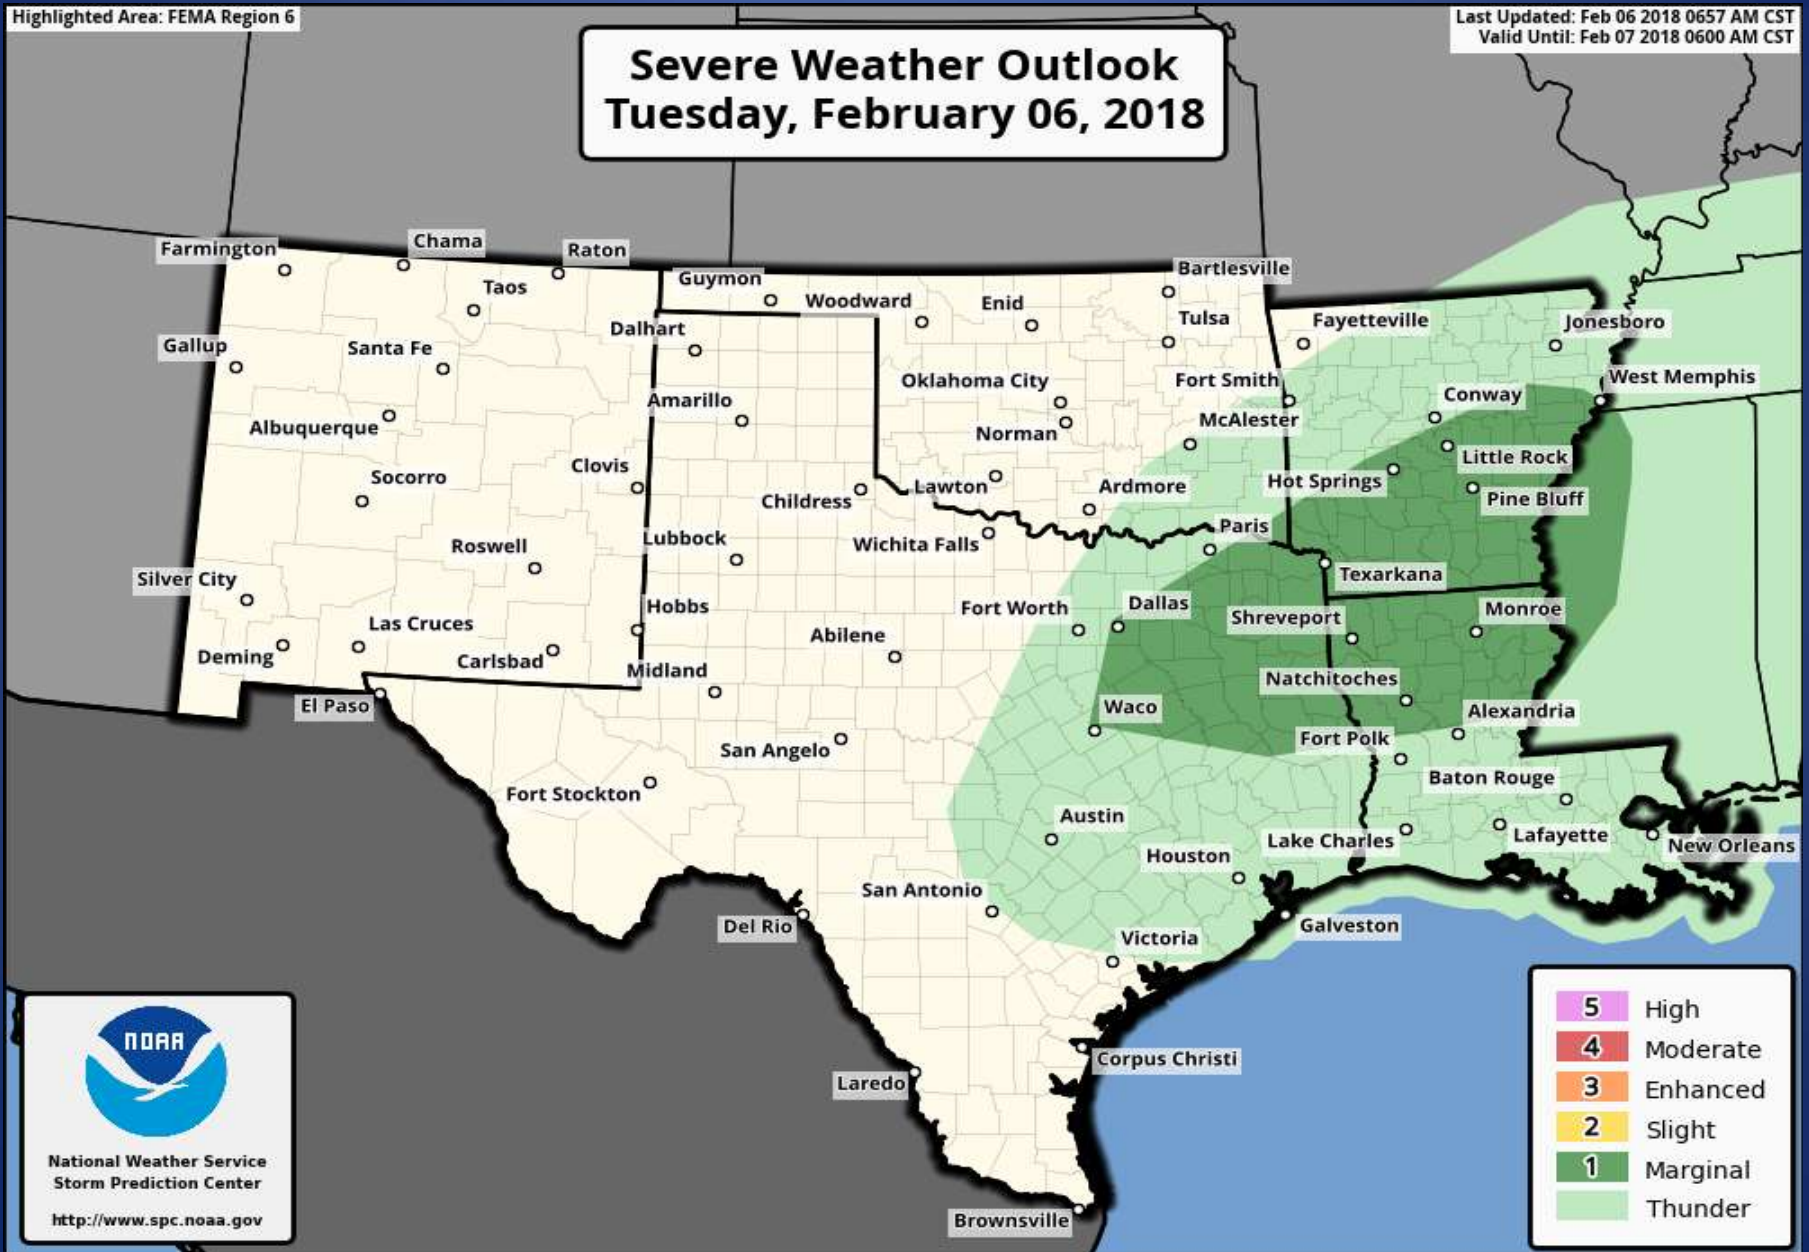 Highlighted Area: FEMA Region 6
Last Updated: Feb 06 2018 0657 AM CST
Valid Until: Feb 07 2018 0600 AM CST
Severe Weather Outlook
Tuesday, February 06, 2018
Farmington
Chama
Raton
Guymon
Bartlesville
Taos
Woodward
Enid
Tulsa
Fayetteville
Jonesboro
Dalhart
Gallup
Santa Fe
Oklahoma City
Fort Smith
West Memphis
Amarillo
Conway
Albuquerque
Norman
McAlester
Clovis
Little Rock
Socorro
Childress
Lawton
Ardmore
Hot Springs
Pine Bluff
Roswell
Lubbock
Wichita Falls
Paris
Silver City
Texarkana
Hobbs
Fort Worth
Dallas
Shreveport
Monroe
Las Cruces
Abilene
Deming
Carlsbad
Midland
Natchitoches
El Paso
Waco
Alexandria
San Angelo
Fort Polk
Fort Stockton
Baton Rouge
Austin
Lake Charles
Lafayette
New Orleans
Houston
San Antonio
Del Rio
Victoria
Galveston
Corpus Christi
Laredo
Brownsville
NOAA
National Weather Service
Storm Prediction Center
http://www.spc.noaa.gov
5 High
4 Moderate
3 Enhanced
2 Slight
1 Marginal
Thunder